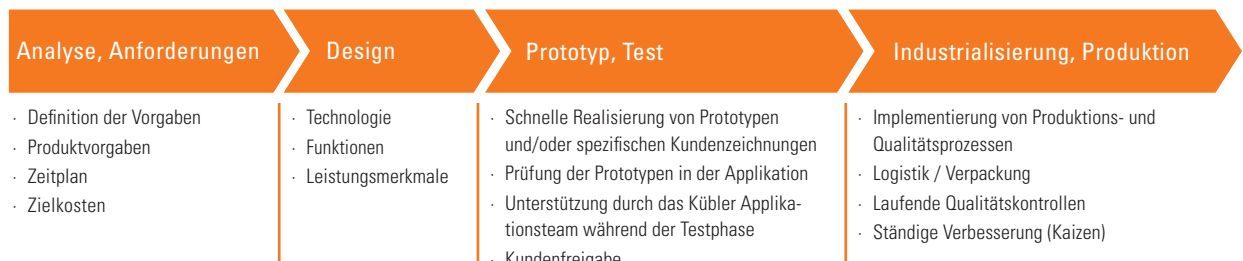 Analyse, Anforderungen
· Definition der Vorgaben
· Produktvorgaben
· Zeitplan
· Zielkosten
Design
· Technologie
· Funktionen
· Leistungsmerkmale
Prototyp, Test
· Schnelle Realisierung von Prototypen
und/oder spezifischen Kundenzeichnungen
· Prüfung der Prototypen in der Applikation
· Unterstützung durch das Kübler Applika-
tionsteam während der Testphase
· Kundenfreigabe
Industrialisierung, Produktion
· Implementierung von Produktions- und
Qualitätsprozessen
· Logistik / Verpackung
· Laufende Qualitätskontrollen
· Ständige Verbesserung (Kaizen)